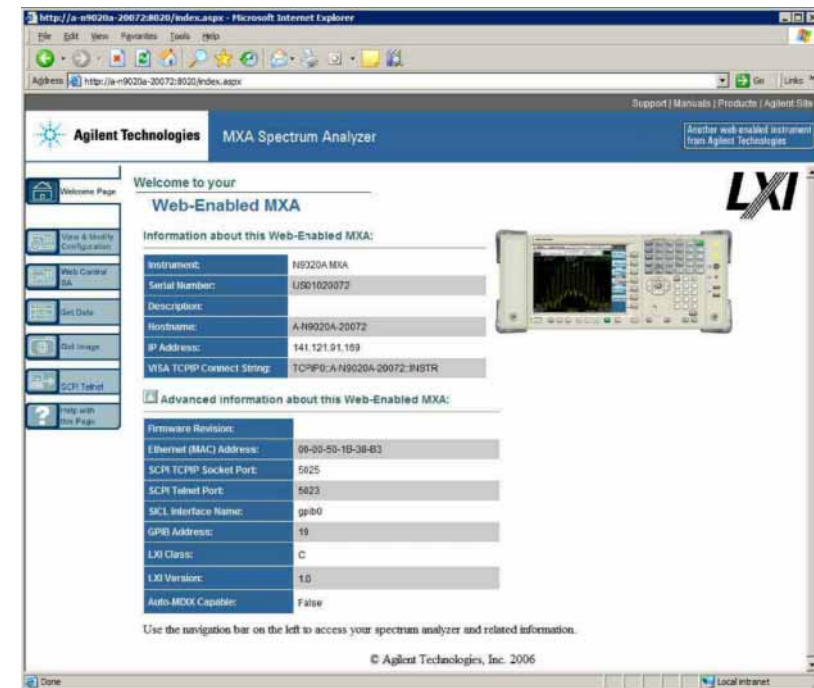 http://a-n9020a-20072:8020/index.aspx - Microsoft Internet Explorer
File Edit View Favorites Tools Help
Address http://a-n9020a-20072:8020/index.aspx Go Links
Support | Manuals | Products | Agilent Site
Agilent Technologies MXA Spectrum Analyzer
Another web-enabled instrument
from Agilent Technologies
Welcome Page
View & Modify
Configuration
Web Control
SA
Get Data
Get Image
SCPI Telnet
Help with
this Page
Welcome to your
Web-Enabled MXA
LXI
Information about this Web-Enabled MXA:
Instrument: N9020A MXA
Serial Number: US01020072
Description:
Hostname: A-N9020A-20072
IP Address: 141.121.91.169
VISA TCPIP Connect String: TCPIP0::A-N9020A-20072::INSTR
Advanced information about this Web-Enabled MXA:
Firmware Revision:
Ethernet (MAC) Address: 00-00-50-1B-38-B3
SCPI TCPIP Socket Port: 5025
SCPI Telnet Port: 5023
SICL Interface Name: gpib0
GPIB Address: 19
LXI Class: C
LXI Version: 1.0
Auto-MDIX Capable: False
Use the navigation bar on the left to access your spectrum analyzer and related information.
© Agilent Technologies, Inc. 2006
Done Local intranet